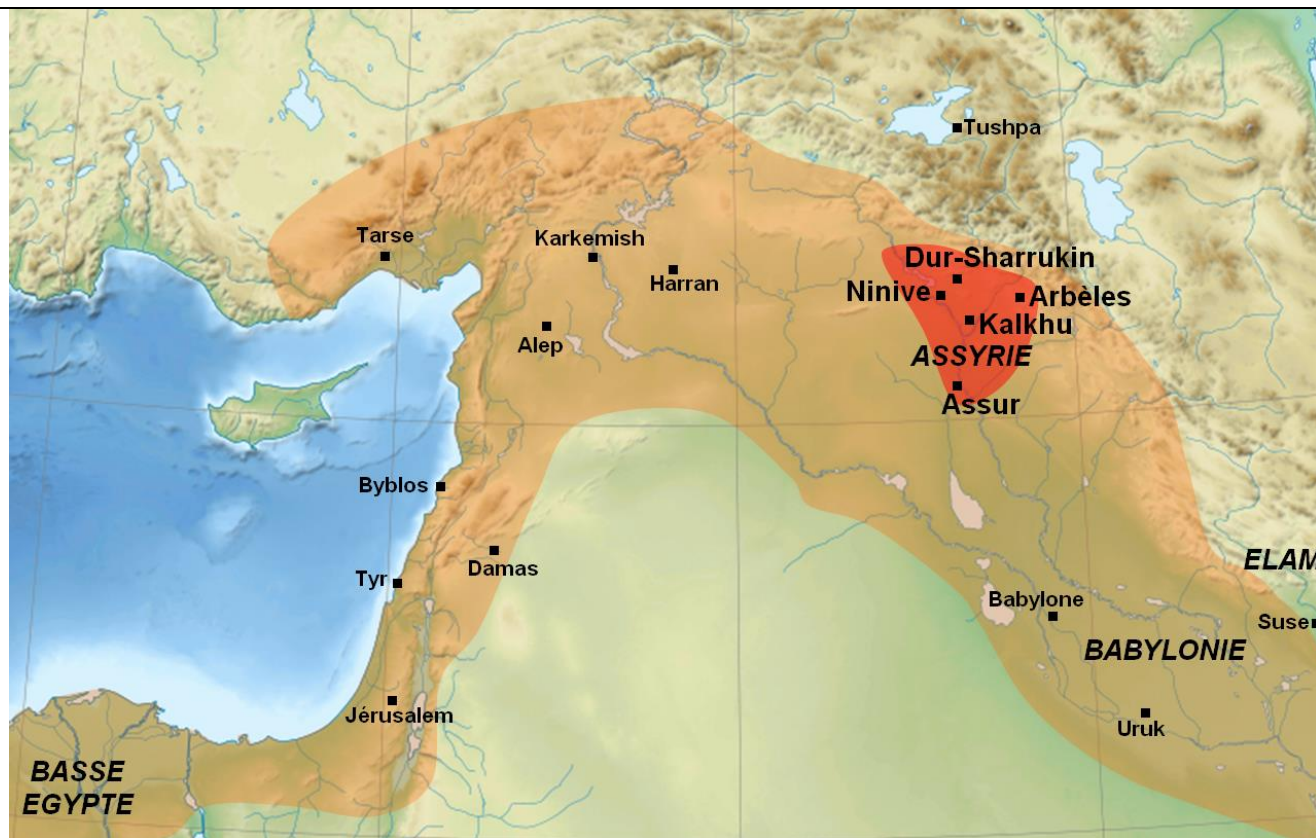 Tushpa
Tarse
Karkemish
Harran
Dur-Sharrukin
Ninive
Arbèles
Kalkhu
Alep
ASSYRIE
Assur
Byblos
Damas
Tyr
ELAM
Babylone
Suse
BABYLONIE
Jérusalem
Uruk
BASSE
EGYPTE